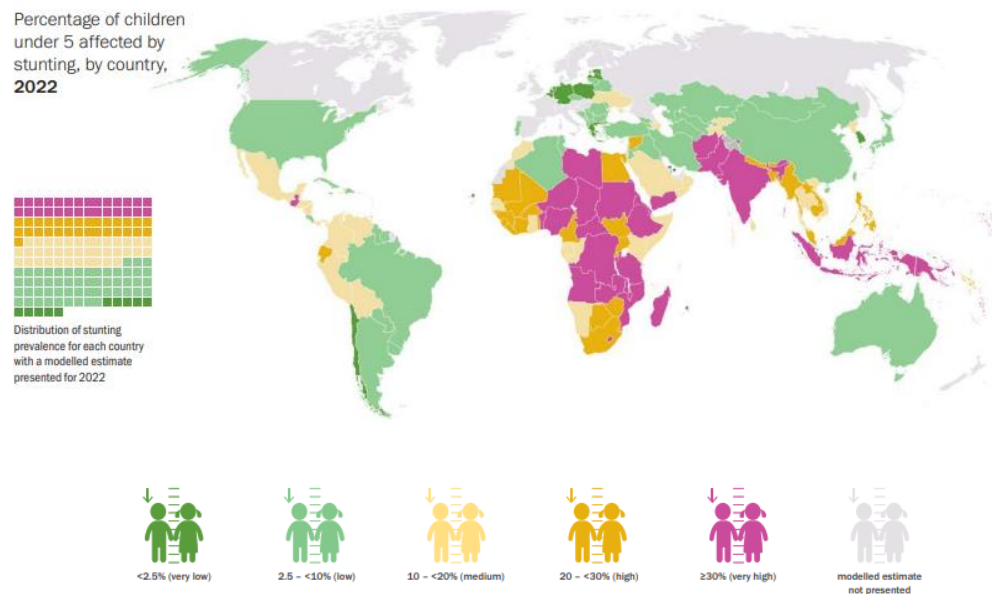 Percentage of children
under 5 affected by
stunting, by country,
2022
Distribution of stunting
prevalence for each country
with a modelled estimate
presented for 2022
<2.5% (very low)
2.5 – <10% (low)
10 – <20% (medium)
20 – <30% (high)
≥30% (very high)
modelled estimate
not presented